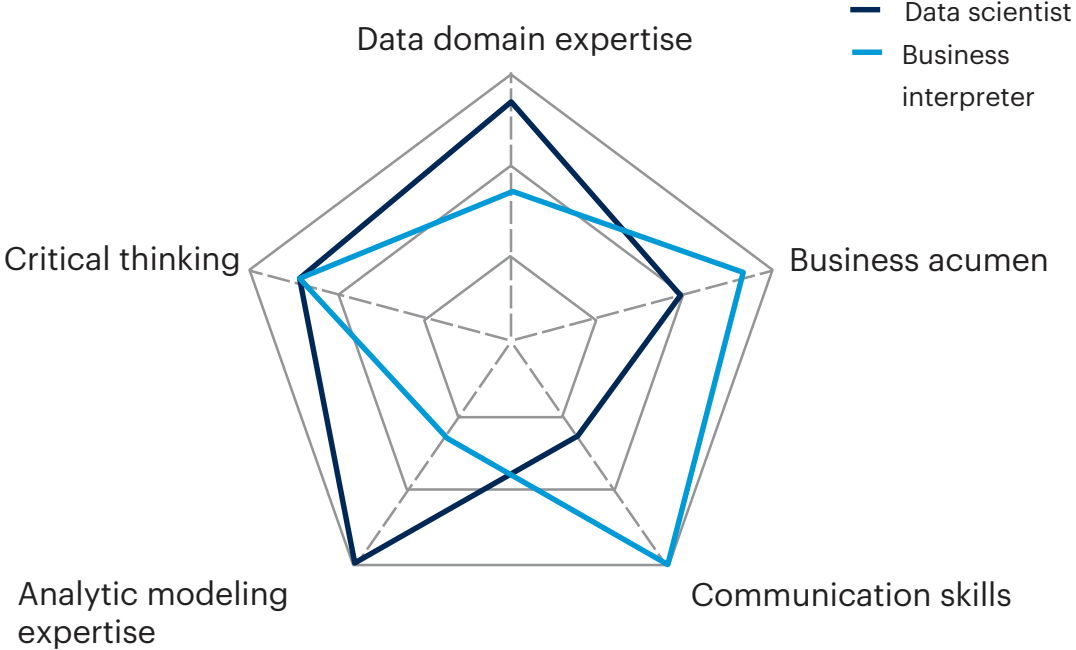 Data scientist
Business
interpreter
Data domain expertise
Critical thinking
Business acumen
Analytic modeling
expertise
Communication skills